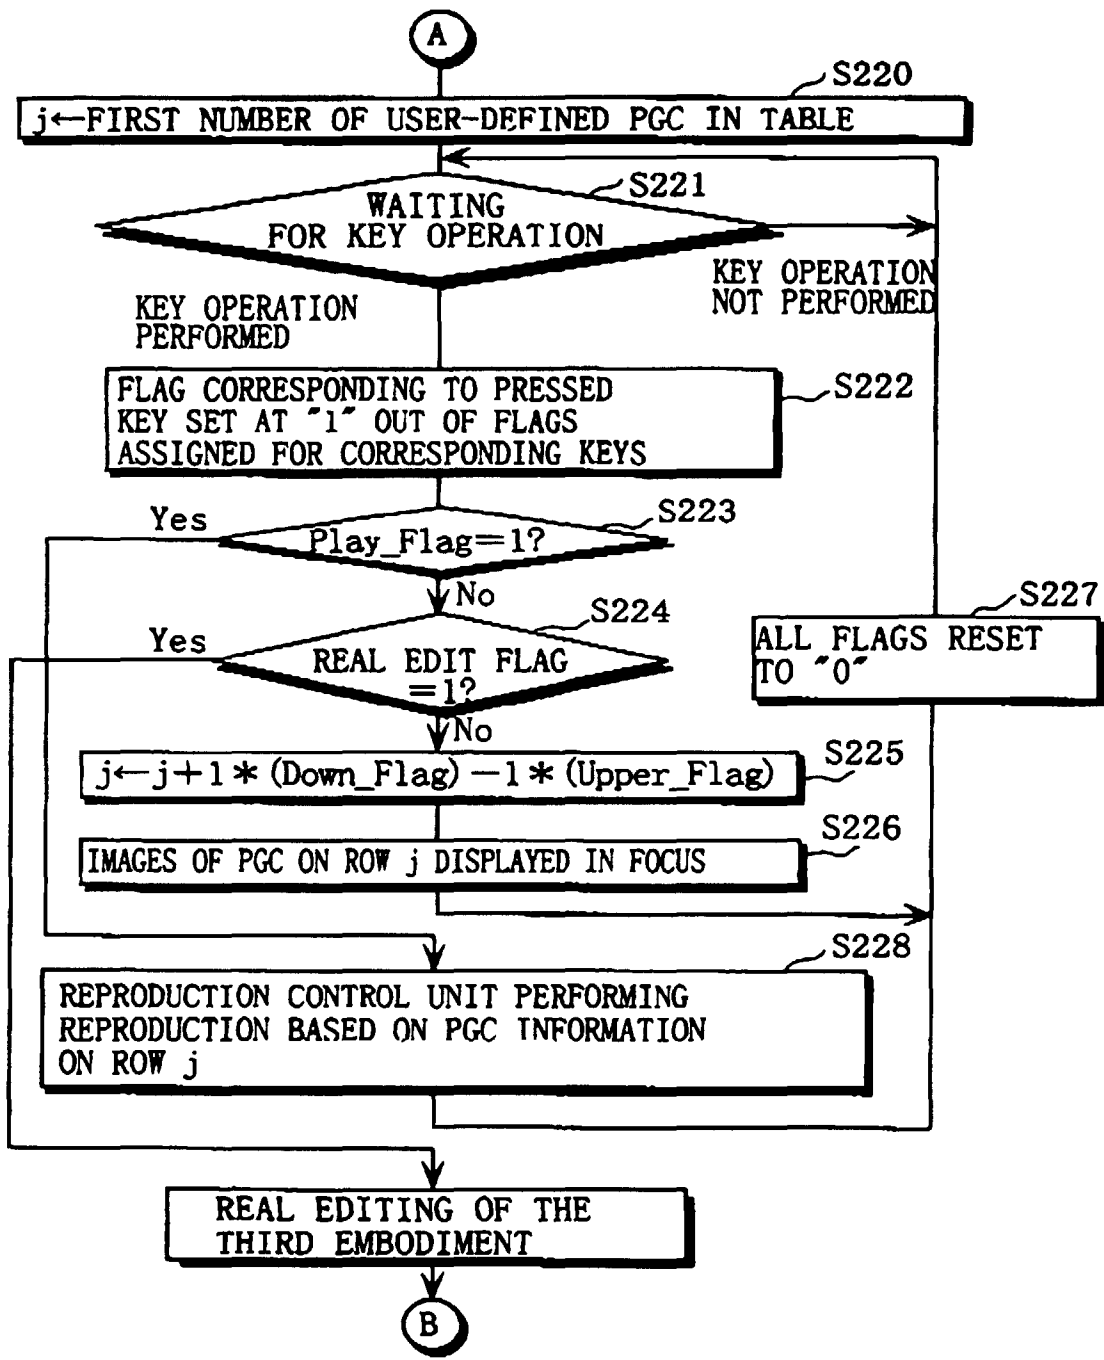 A
S220
j←FIRST NUMBER OF USER-DEFINED PGC IN TABLE
S221
WAITING
FOR KEY OPERATION
KEY OPERATION
NOT PERFORMED
KEY OPERATION
PERFORMED
FLAG CORRESPONDING TO PRESSED
KEY SET AT "1" OUT OF FLAGS
ASSIGNED FOR CORRESPONDING KEYS
S222
Yes
S223
Play_Flag=1?
No
S224
Yes
REAL EDIT FLAG
=1?
No
S227
ALL FLAGS RESET
TO "0"
S225
j←j+1*(Down_Flag)-1*(Upper_Flag)
S226
IMAGES OF PGC ON ROW j DISPLAYED IN FOCUS
S228
REPRODUCTION CONTROL UNIT PERFORMING
REPRODUCTION BASED ON PGC INFORMATION
ON ROW j
REAL EDITING OF THE
THIRD EMBODIMENT
B